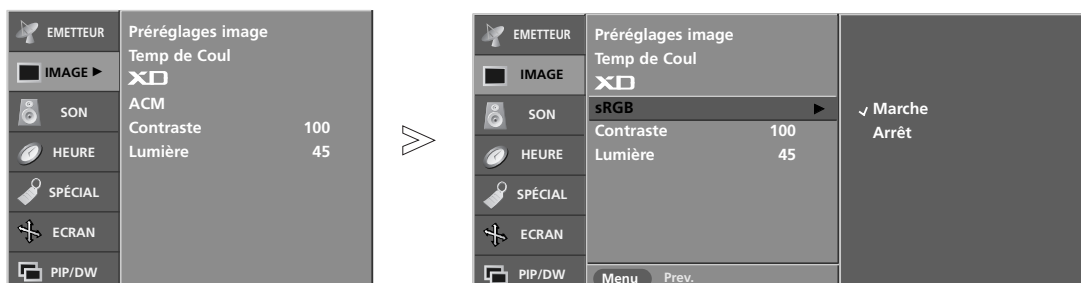 EMETTEUR
IMAGE ►
SON
HEURE
SPÉCIAL
ECRAN
PIP/DW
Préréglages image
Temp de Coul
XD
ACM
Contraste 100
Lumière 45
EMETTEUR
IMAGE
SON
HEURE
SPÉCIAL
ECRAN
PIP/DW
Préréglages image
Temp de Coul
XD
sRGB ►
Contraste 100
Lumière 45
Menu Prev.
✓ Marche
Arrêt